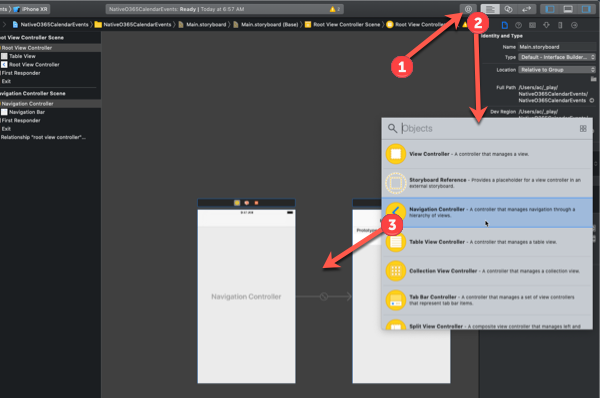 iPhone XR
NativeO365CalendarEvents: Ready | Today at 6:57 AM
NativeO365CalendarEvents
NativeO365CalendarEvents
Main.storyboard
Main.storyboard (Base)
Root View Controller Scene
Root View Controller
Root View Controller Scene
Root View Controller
Table View
Root View Controller
First Responder
Exit
Navigation Controller Scene
Navigation Controller
Navigation Bar
First Responder
Exit
Relationship "root view controller"...
1
2
3
Identity and Type
Name Main.storyboard
Type Default - Interface Builder...
Location Relative to Group
Full Path /Users/ac/_play/
NativeO365CalendarEvents/
NativeO365CalendarEvents/
Dev Region /Users/ac/_play/
Objects
View Controller - A controller that manages a view.
Storyboard Reference - Provides a placeholder for a view controller in an
external storyboard.
Navigation Controller - A controller that manages navigation through a
hierarchy of views.
Table View Controller - A controller that manages a table view.
Collection View Controller - A controller that manages a collection view.
Tab Bar Controller - A controller that manages a set of view controllers
that represent tab bar items.
Split View Controller - A composite view controller that manages left and
9:41 AM
Navigation Controller
Prototype